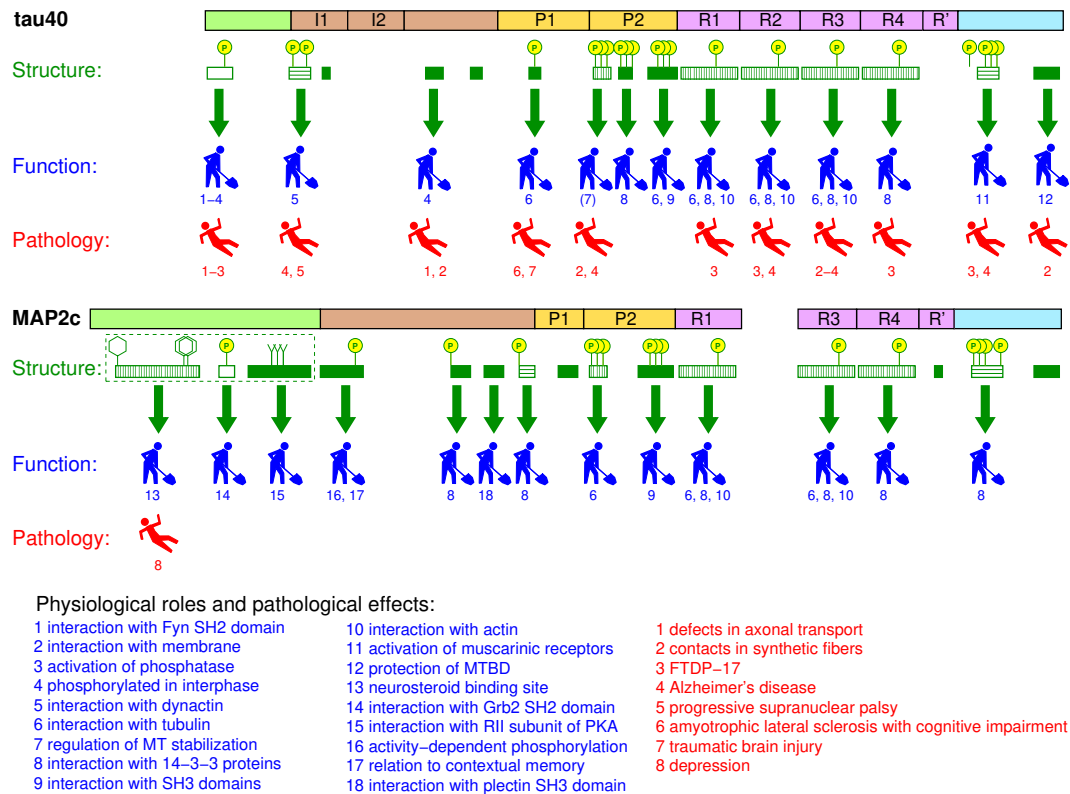 tau40 I1 I2 P1 P2 R1 R2 R3 R4 R'
P P P P P P P P P P P P P P P P P P P P P
Structure:
Function:
1–4 5 4 6 (7) 8 6, 9 6, 8, 10 6, 8, 10 6, 8, 10 8 11 12
Pathology:
1–3 4, 5 1, 2 6, 7 2, 4 3 3, 4 2–4 3 3, 4 2
MAP2c P1 P2 R1 R3 R4 R'
P P P P P P P P P P P P P P P P
Structure:
Function:
13 14 15 16, 17 8 18 8 6 9 6, 8, 10 6, 8, 10 8 8
Pathology:
8
Physiological roles and pathological effects:
1 interaction with Fyn SH2 domain
2 interaction with membrane
3 activation of phosphatase
4 phosphorylated in interphase
5 interaction with dynactin
6 interaction with tubulin
7 regulation of MT stabilization
8 interaction with 14–3–3 proteins
9 interaction with SH3 domains
10 interaction with actin
11 activation of muscarinic receptors
12 protection of MTBD
13 neurosteroid binding site
14 interaction with Grb2 SH2 domain
15 interaction with RII subunit of PKA
16 activity–dependent phosphorylation
17 relation to contextual memory
18 interaction with plectin SH3 domain
1 defects in axonal transport
2 contacts in synthetic fibers
3 FTDP–17
4 Alzheimer's disease
5 progressive supranuclear palsy
6 amyotrophic lateral sclerosis with cognitive impairment
7 traumatic brain injury
8 depression